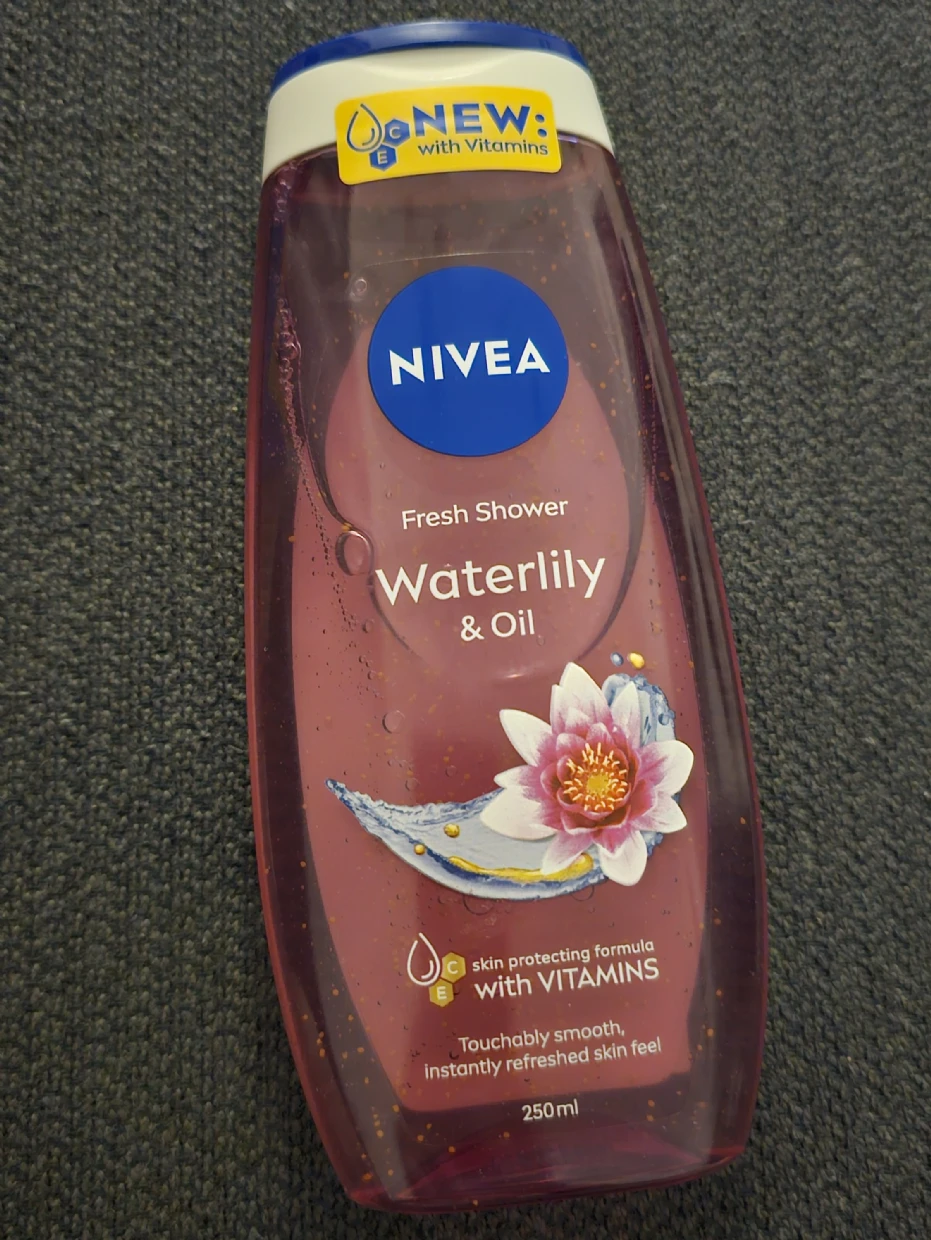 C
NEW:
E
with Vitamins
NIVEA
Fresh Shower
Waterlily
& Oil
C
skin protecting formula
E
with VITAMINS
Touchably smooth,
instantly refreshed skin feel
250ml